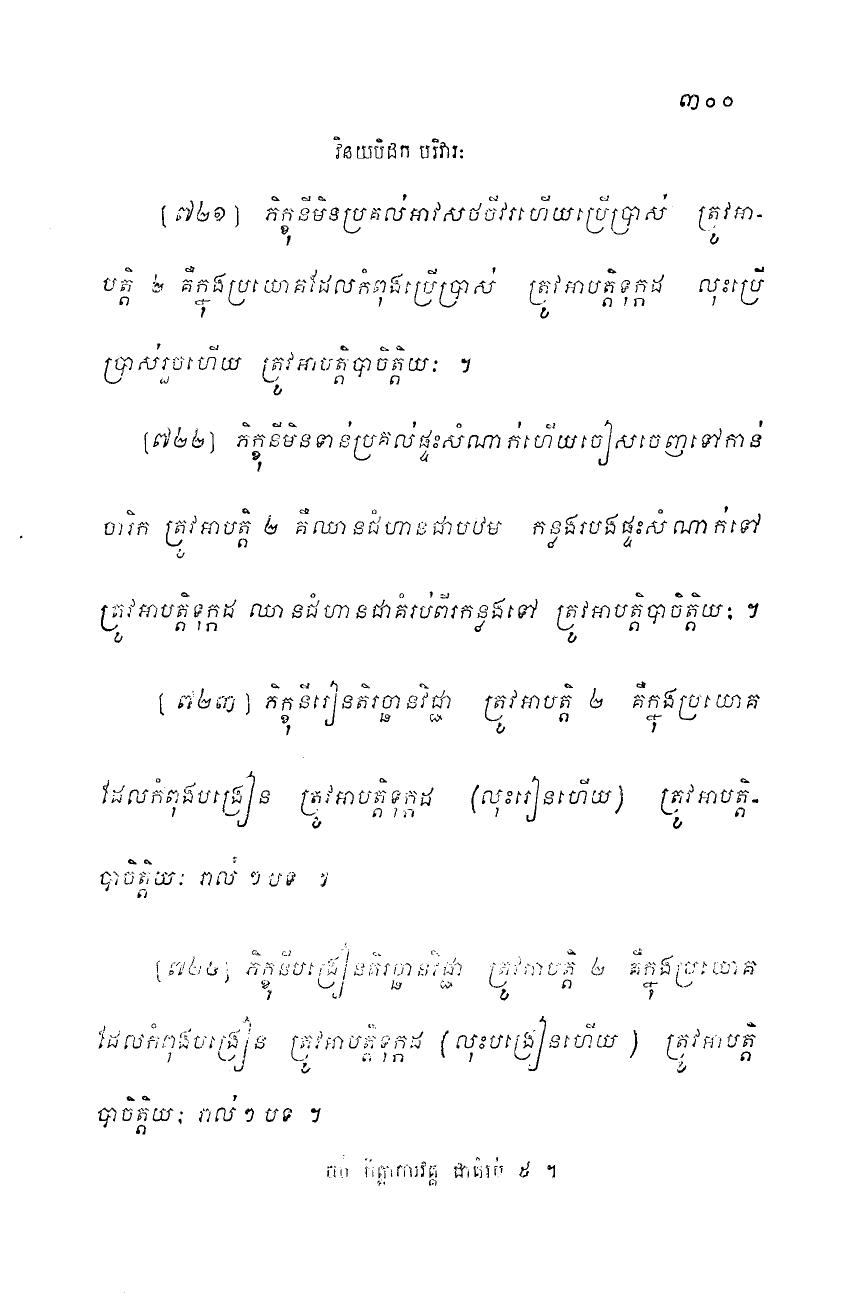 ៣០០
វិនយបិដក បរិវារៈ
(៧២១) ភិក្ខុនីមិនប្រគល់អាវសថចីវរហើយប្រើប្រាស់ ត្រូវអា-
បត្តិ ២ គឺក្នុងប្រយោគដែលកំពុងប្រើប្រាស់ ត្រូវអាបត្តិទុក្កដ លុះប្រើ
ប្រាស់រួចហើយ ត្រូវអាបត្តិបាចិត្តិយៈ ។
(៧២២) ភិក្ខុនីមិនទាន់ប្រគល់ផ្ទះសំណាក់ហើយចៀសចេញទៅកាន់
ចារិក ត្រូវអាបត្តិ ២ គឺឈានជំហានជាបឋម កន្លងរបងផ្ទះសំណាក់ទៅ
ត្រូវអាបត្តិទុក្កដ ឈានជំហានជាគំរប់ពីរកន្លងទៅ ត្រូវអាបត្តិបាចិត្តិយៈ ។
(៧២៣) ភិក្ខុនីរៀនតិរច្ឆានវិជ្ជា ត្រូវអាបត្តិ ២ គឺក្នុងប្រយោគ
ដែលកំពុងបង្រៀន ត្រូវអាបត្តិទុក្កដ (លុះរៀនហើយ) ត្រូវអាបត្តិ-
បាចិត្តិយៈ រាល់ ៗ បទ ។
(៧២៤) ភិក្ខុនីបង្រៀនតិរច្ឆានវិជ្ជា ត្រូវអាបត្តិ ២ គឺក្នុងប្រយោគ
ដែលកំពុងបង្រៀន ត្រូវអាបត្តិទុក្កដ (លុះបង្រៀនហើយ) ត្រូវអាបត្តិ
បាចិត្តិយៈ រាល់ ៗ បទ ។
ចប់ ចិត្តាគារវគ្គ ជាគំរប់ ៥ ។